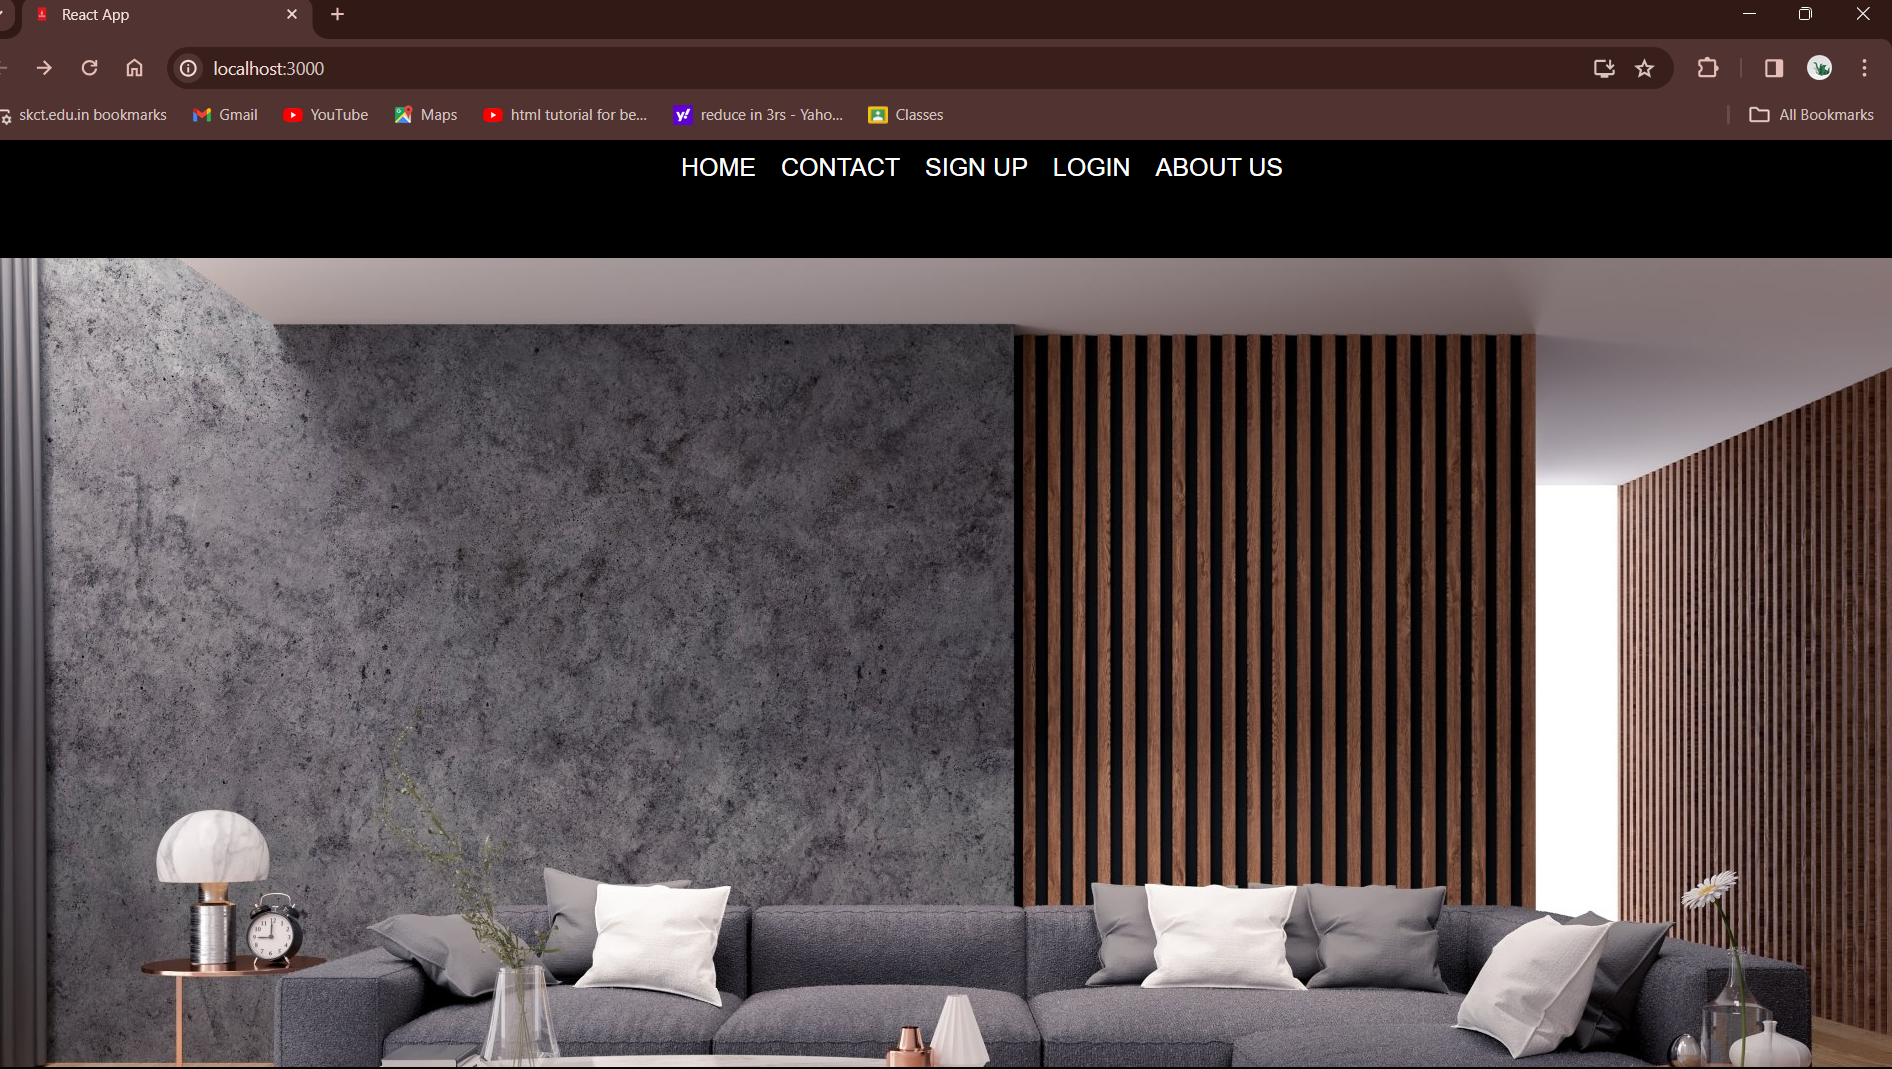 React App
localhost:3000
skct.edu.in bookmarks Gmail YouTube Maps html tutorial for be... reduce in 3rs - Yaho... Classes All Bookmarks
HOME CONTACT SIGN UP LOGIN ABOUT US